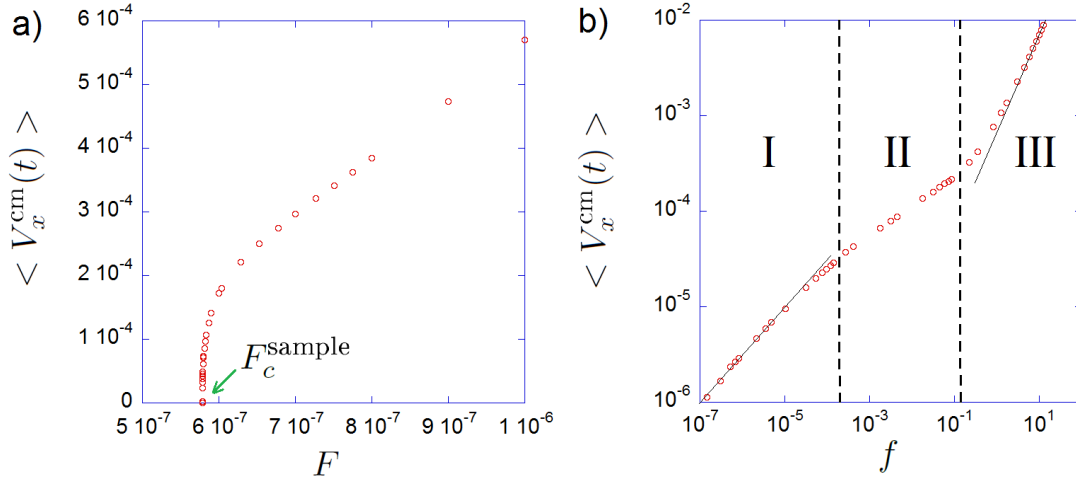 a)
< V_x^cm(t) >
6 10^-4
5 10^-4
4 10^-4
3 10^-4
2 10^-4
1 10^-4
0
F_c^sample
5 10^-7
6 10^-7
7 10^-7
8 10^-7
9 10^-7
1 10^-6
F
b)
< V_x^cm(t) >
10^-2
10^-3
10^-4
10^-5
10^-6
I
II
III
10^-7
10^-5
10^-3
10^-1
10^1
f